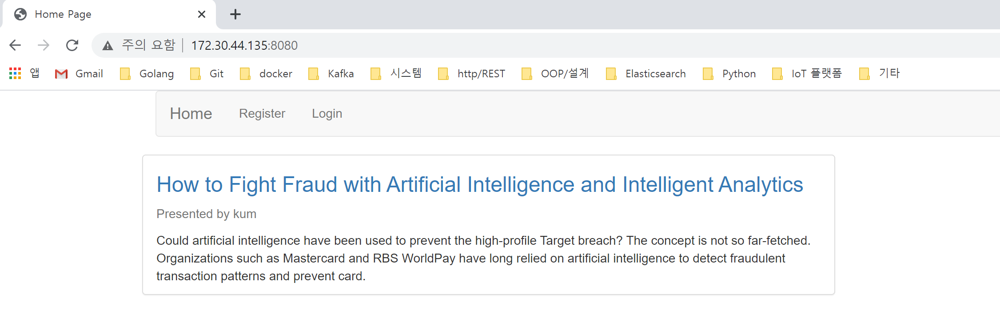 Home Page
주의 요함 172.30.44.135:8080
앱 Gmail Golang Git docker Kafka 시스템 http/REST OOP/설계 Elasticsearch Python IoT 플랫폼 기타
Home Register Login
How to Fight Fraud with Artificial Intelligence and Intelligent Analytics
Presented by kum
Could artificial intelligence have been used to prevent the high-profile Target breach? The concept is not so far-fetched.
Organizations such as Mastercard and RBS WorldPay have long relied on artificial intelligence to detect fraudulent
transaction patterns and prevent card.